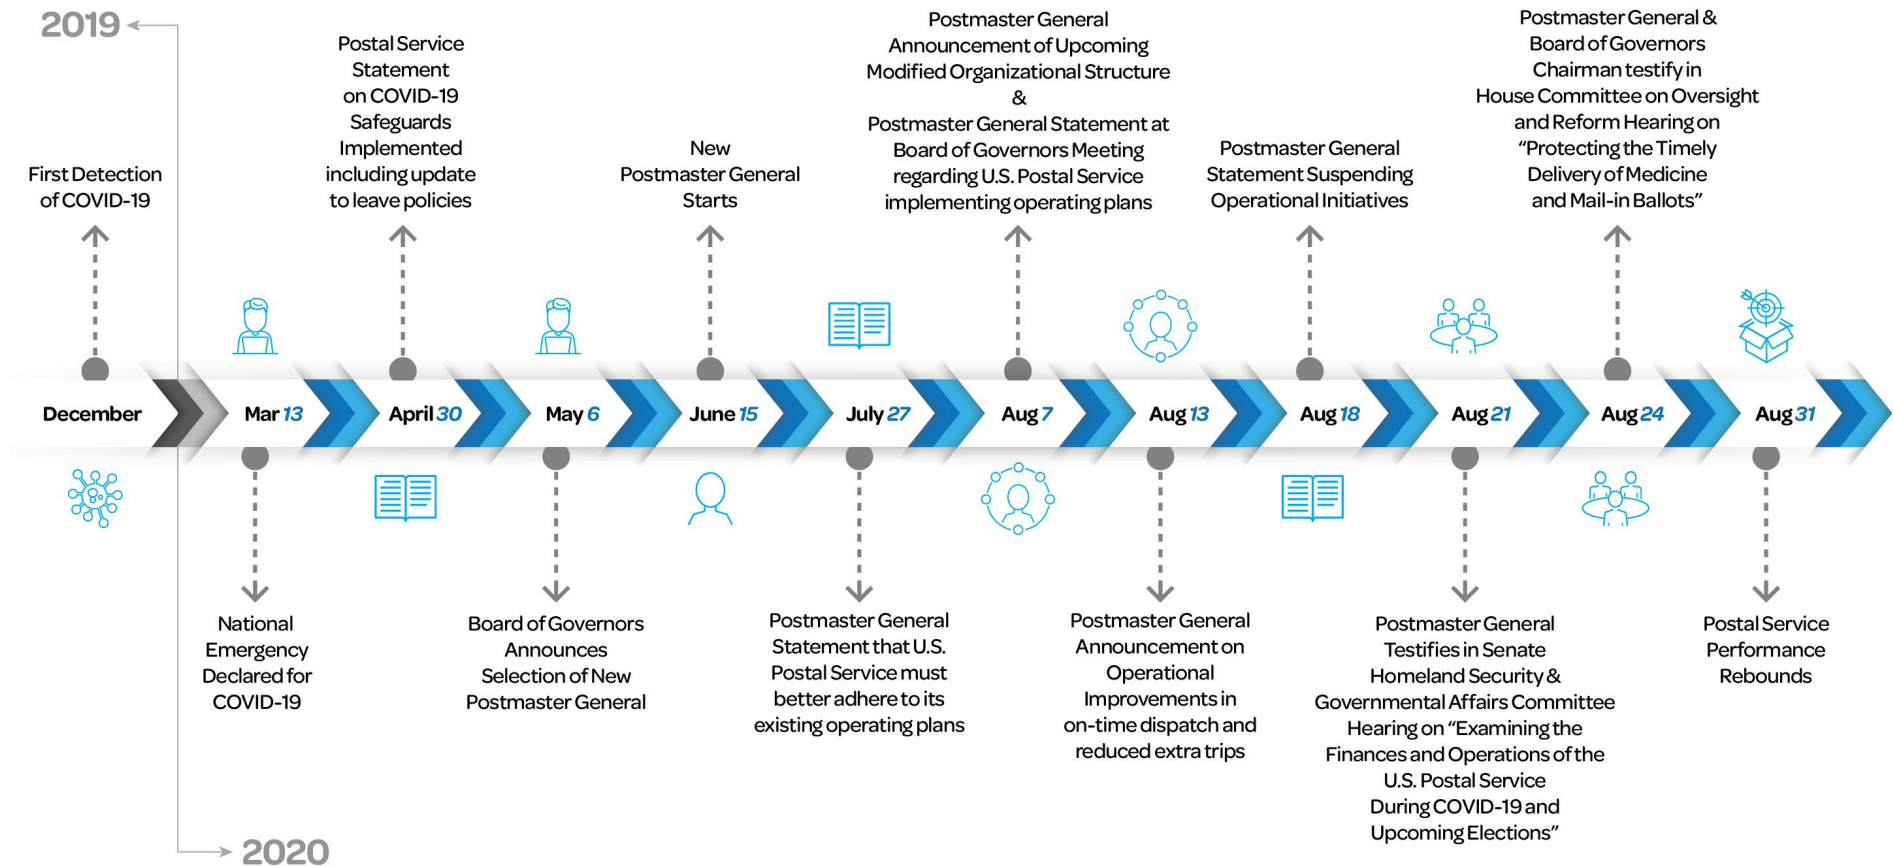 2019
First Detection
of COVID-19
Postal Service
Statement
on COVID-19
Safeguards
Implemented
including update
to leave policies
New
Postmaster General
Starts
Postmaster General
Announcement of Upcoming
Modified Organizational Structure
&
Postmaster General Statement at
Board of Governors Meeting
regarding U.S. Postal Service
implementing operating plans
Postmaster General
Statement Suspending
Operational Initiatives
Postmaster General &
Board of Governors
Chairman testify in
House Committee on Oversight
and Reform Hearing on
“Protecting the Timely
Delivery of Medicine
and Mail-in Ballots”
December
Mar 13
April 30
May 6
June 15
July 27
Aug 7
Aug 13
Aug 18
Aug 21
Aug 24
Aug 31
National
Emergency
Declared for
COVID-19
Board of Governors
Announces
Selection of New
Postmaster General
Postmaster General
Statement that U.S.
Postal Service must
better adhere to its
existing operating plans
Postmaster General
Announcement on
Operational
Improvements in
on-time dispatch and
reduced extra trips
Postmaster General
Testifies in Senate
Homeland Security &
Governmental Affairs Committee
Hearing on “Examining the
Finances and Operations of the
U.S. Postal Service
During COVID-19 and
Upcoming Elections”
Postal Service
Performance
Rebounds
2020